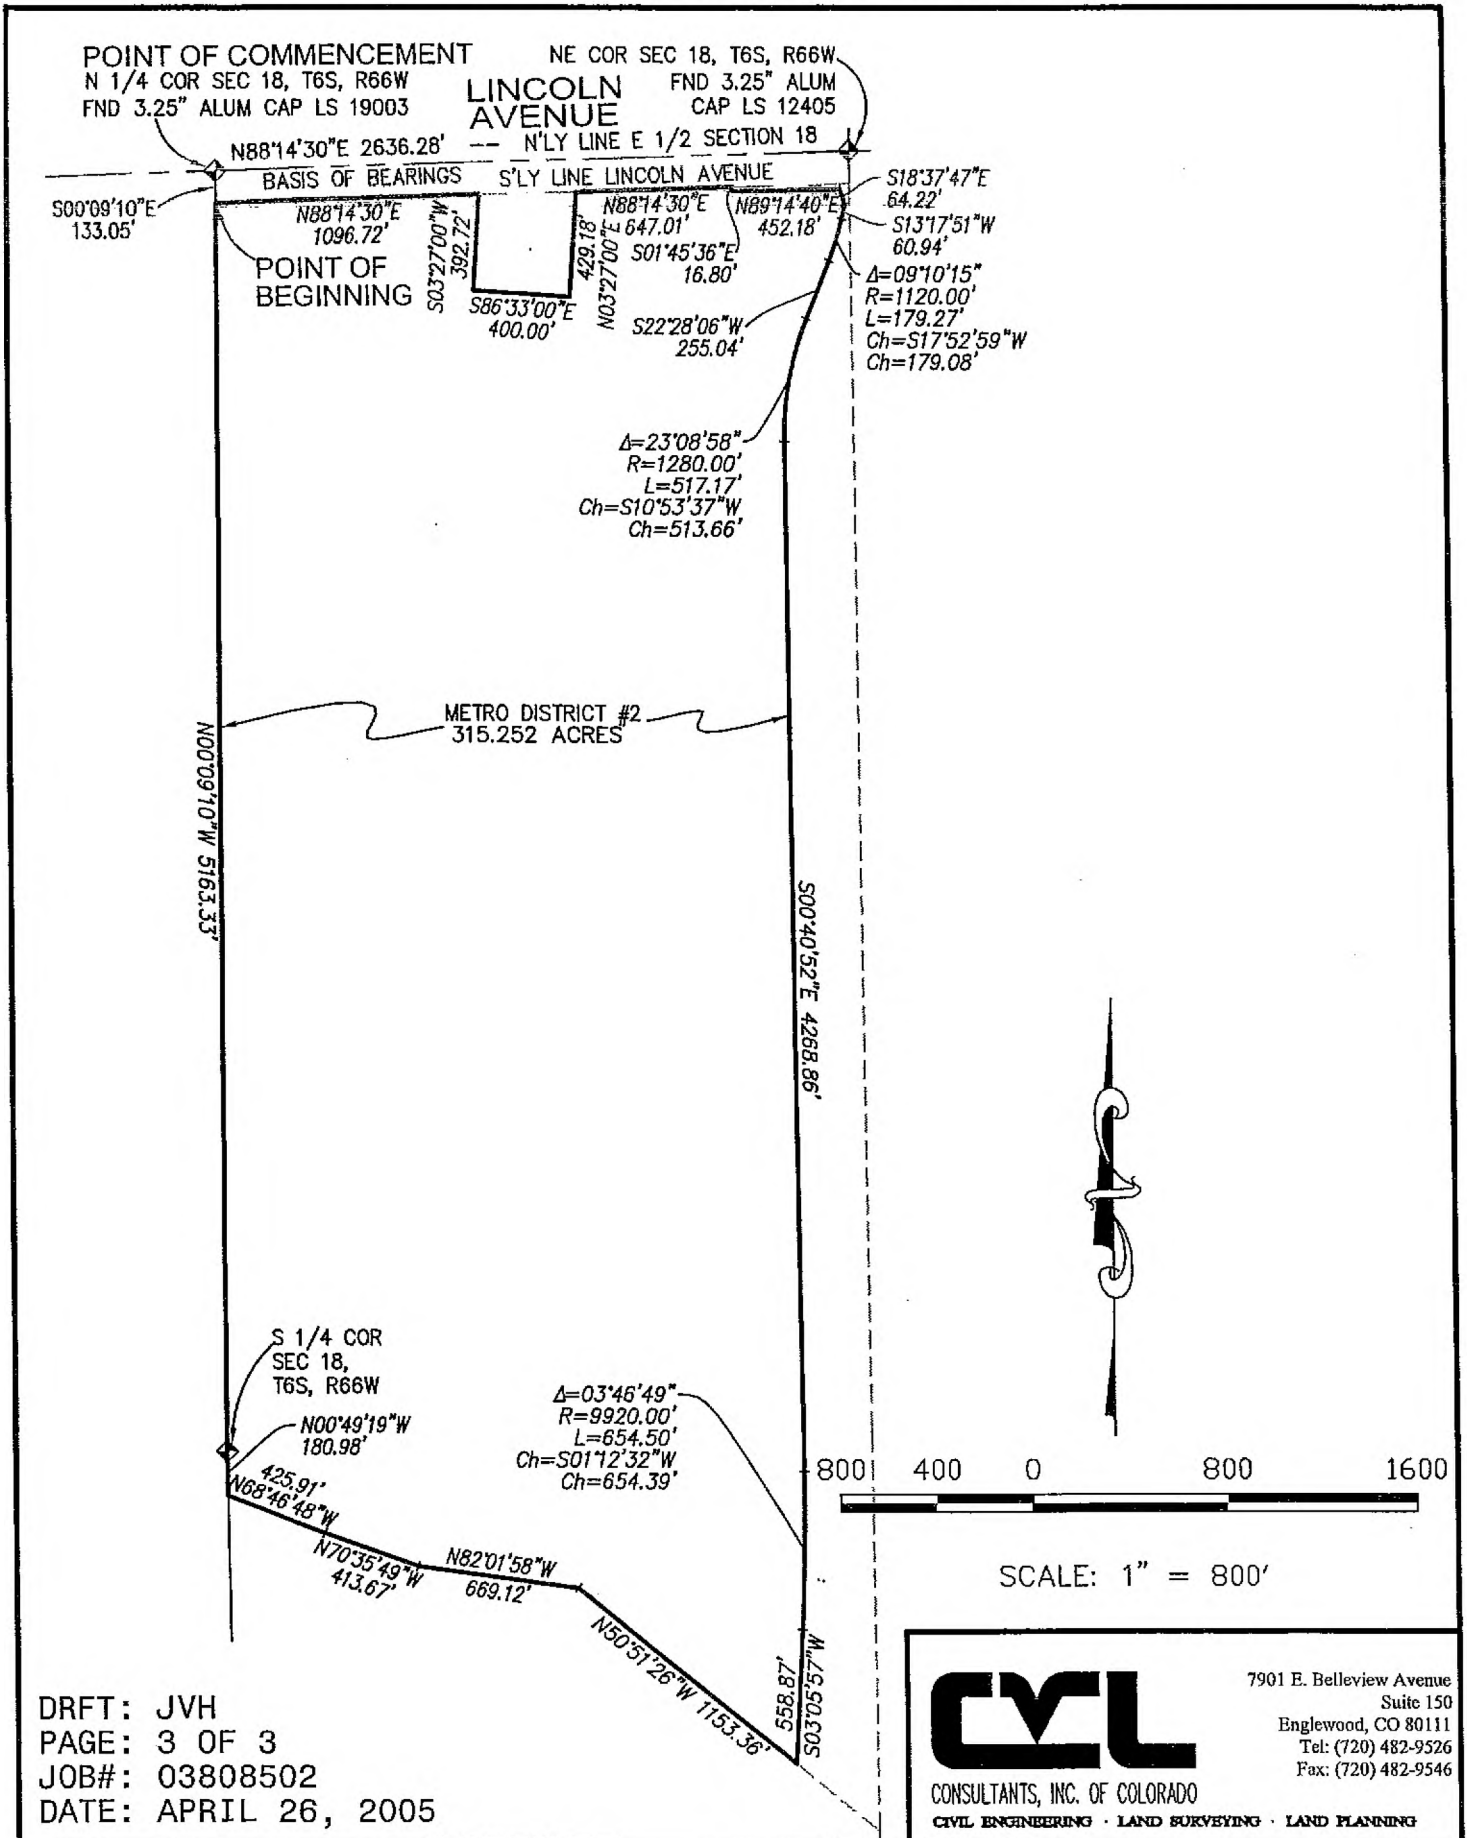 POINT OF COMMENCEMENT
N 1/4 COR SEC 18, T6S, R66W
FND 3.25" ALUM CAP LS 19003
LINCOLN
AVENUE
NE COR SEC 18, T6S, R66W
FND 3.25" ALUM
CAP LS 12405
N88°14'30"E 2636.28' -- N'LY LINE E 1/2 SECTION 18
BASIS OF BEARINGS S'LY LINE LINCOLN AVENUE
S00°09'10"E
133.05'
N88°14'30"E
1096.72'
POINT OF
BEGINNING
S03°27'00"W
392.72'
S86°33'00"E
400.00'
429.18'
N03°27'00"E
N88°14'30"E
647.01'
S01°45'36"E
16.80'
N89°14'40"E
452.18'
S18°37'47"E
64.22'
S13°17'51"W
60.94'
Δ=09°10'15"
R=1120.00'
L=179.27'
Ch=S17°52'59"W
Ch=179.08'
S22°28'06"W
255.04'
Δ=23°08'58"
R=1280.00'
L=517.17'
Ch=S10°53'37"W
Ch=513.66'
METRO DISTRICT #2
315.252 ACRES
N00°09'10"W 5163.33'
S00°40'52"E 4268.86'
S 1/4 COR
SEC 18,
T6S, R66W
N00°49'19"W
180.98'
425.91'
N68°46'48"W
N70°35'49"W
413.67'
N82°01'58"W
669.12'
N50°51'26"W 1153.36'
Δ=03°46'49"
R=9920.00'
L=654.50'
Ch=S01°12'32"W
Ch=654.39'
558.87'
S03°05'57"W
800 400 0 800 1600
SCALE: 1" = 800'
DRFT: JVH
PAGE: 3 OF 3
JOB#: 03808502
DATE: APRIL 26, 2005
CVL
CONSULTANTS, INC. OF COLORADO
CIVIL ENGINEERING · LAND SURVEYING · LAND PLANNING
7901 E. Belleview Avenue
Suite 150
Englewood, CO 80111
Tel: (720) 482-9526
Fax: (720) 482-9546